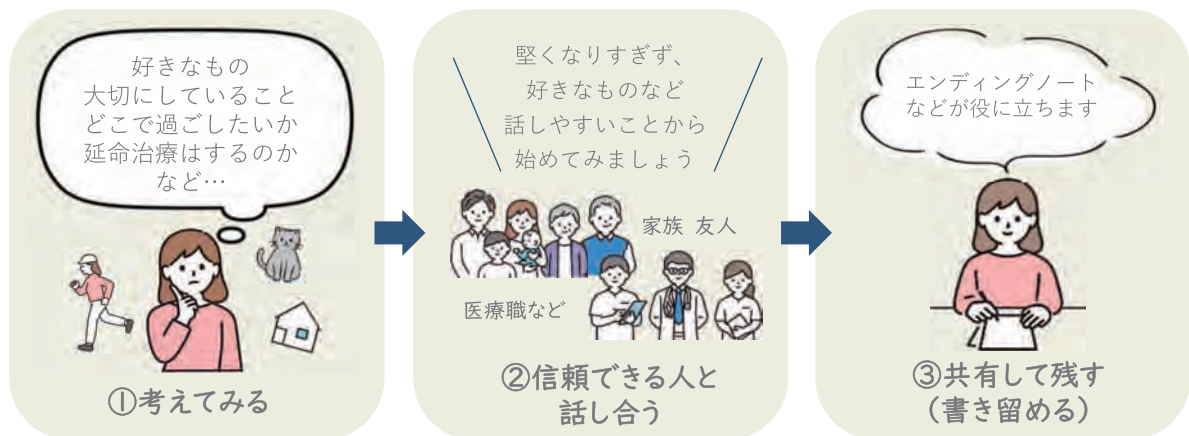 好きなもの
大切にしていること
どこで過ごしたいか
延命治療はするのか
など…
①考えてみる
堅くなりすぎず、
好きなものなど
話しやすいことから
始めてみましょう
家族 友人
医療職など
②信頼できる人と
話し合う
エンディングノート
などが役に立ちます
③共有して残す
（書き留める）